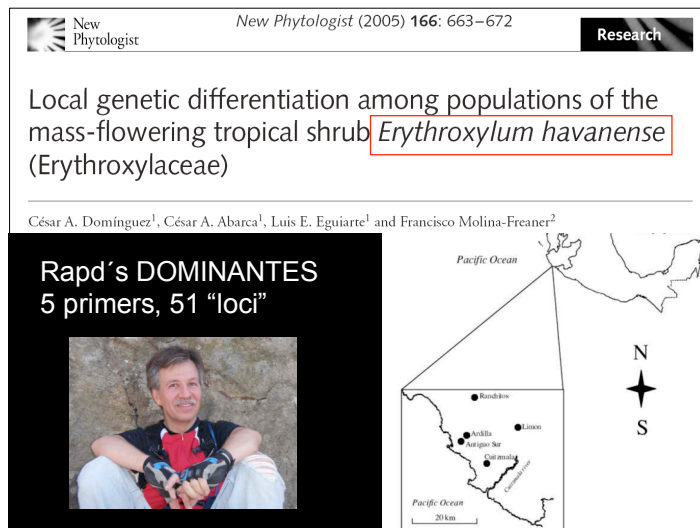 New
Phytologist
New Phytologist (2005) 166: 663–672
Research
Local genetic differentiation among populations of the
mass-flowering tropical shrub Erythroxylum havanense
(Erythroxylaceae)
César A. Domínguez1, César A. Abarca1, Luis E. Eguiarte1 and Francisco Molina-Freaner2
Rapd´s DOMINANTES
5 primers, 51 “loci”
Pacific Ocean
N
S
Ranchitos
Limon
Ardilla
Antiguo Sur
Cuitzmala
Cuitzmala river
Pacific Ocean
20 km